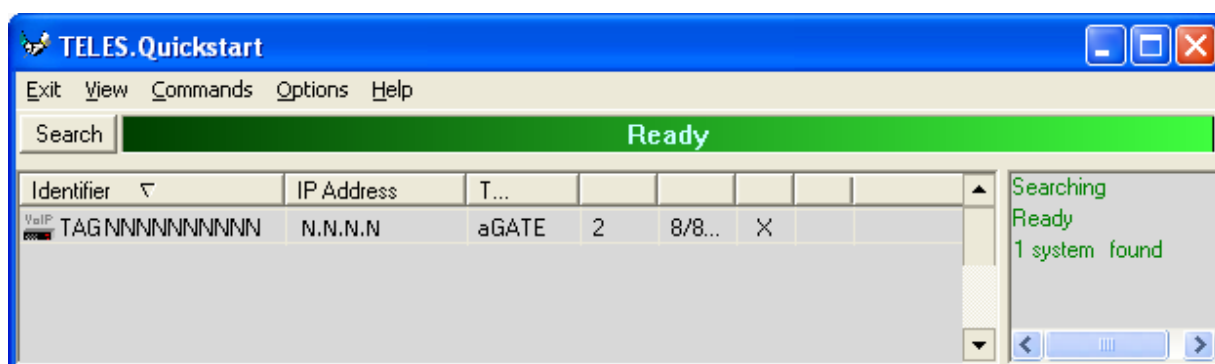 TELES.Quickstart
Exit View Commands Options Help
Search Ready
Identifier IP Address T...
VoIP TAGNNNNNNNNNN N.N.N.N aGATE 2 8/8... X
Searching
Ready
1 system found